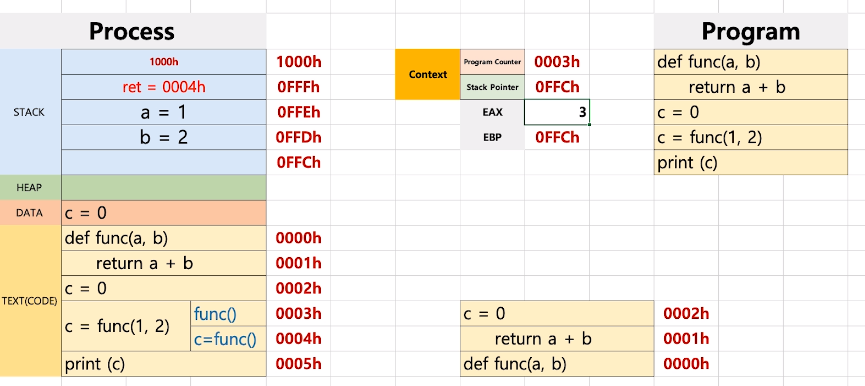 Process
Program
1000h
1000h
Context
Program Counter
0003h
def func(a, b)
ret = 0004h
0FFFh
Stack Pointer
0FFCh
return a + b
STACK
a = 1
0FFEh
EAX
3
c = 0
b = 2
0FFDh
EBP
0FFCh
c = func(1, 2)
0FFCh
print (c)
HEAP
DATA
c = 0
TEXT(CODE)
def func(a, b)
0000h
return a + b
0001h
c = 0
0002h
c = func(1, 2)
func()
0003h
c=func()
0004h
print (c)
0005h
c = 0
0002h
return a + b
0001h
def func(a, b)
0000h